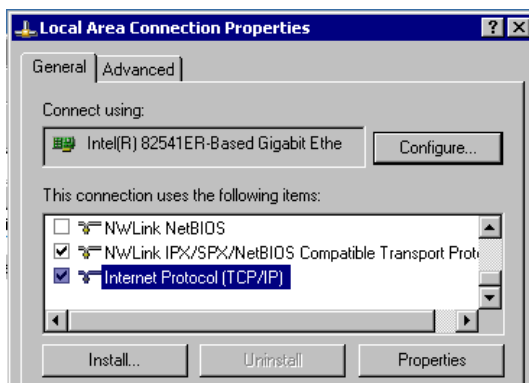 Local Area Connection Properties
General Advanced
Connect using:
Intel(R) 82541ER-Based Gigabit Ethe
Configure...
This connection uses the following items:
NWLink NetBIOS
NWLink IPX/SPX/NetBIOS Compatible Transport Prot
Internet Protocol (TCP/IP)
Install... Uninstall Properties